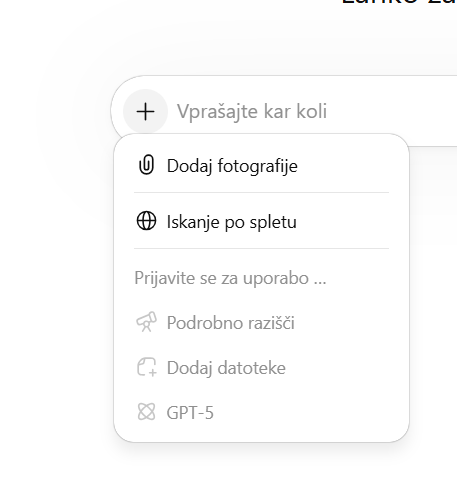 Vprašajte kar koli
Dodaj fotografije
Iskanje po spletu
Prijavite se za uporabo ...
Podrobno razišči
Dodaj datoteke
GPT-5